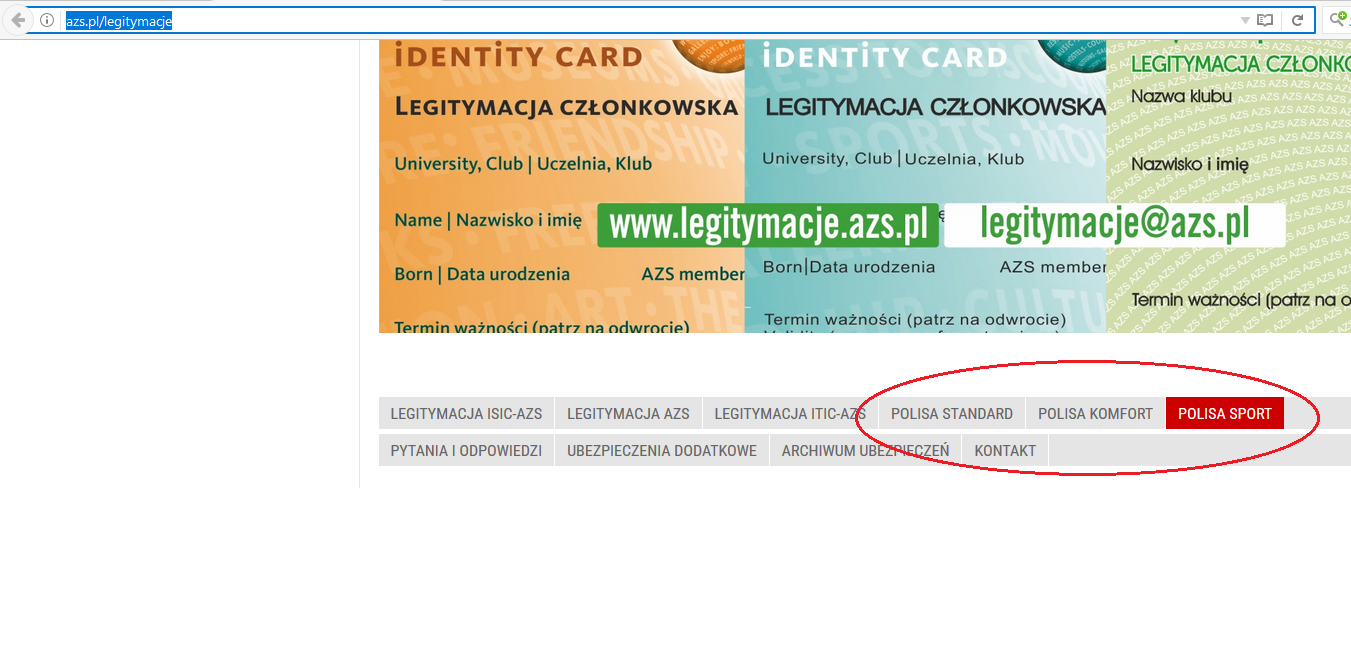 azs.pl/legitymacje
iDENTiTY CARD
iDENTiTY CARD
LEGITYMACJA CZŁONKO
LEGITYMACJA CZŁONKOWSKA
LEGITYMACJA CZŁONKOWSKA
Nazwa klubu
University, Club | Uczelnia, Klub
University, Club | Uczelnia, Klub
Nazwisko i imię
Name | Nazwisko i imię
www.legitymacje.azs.pl
legitymacje@azs.pl
Born | Data urodzenia AZS member
Born|Data urodzenia AZS member
Termin ważności (patrz na o
Termin ważności (patrz na odwrocie)
Termin ważności (patrz na odwrocie)
LEGITYMACJA ISIC-AZS LEGITYMACJA AZS LEGITYMACJA ITIC-AZS POLISA STANDARD POLISA KOMFORT POLISA SPORT
PYTANIA I ODPOWIEDZI UBEZPIECZENIA DODATKOWE ARCHIWUM UBEZPIECZEŃ KONTAKT